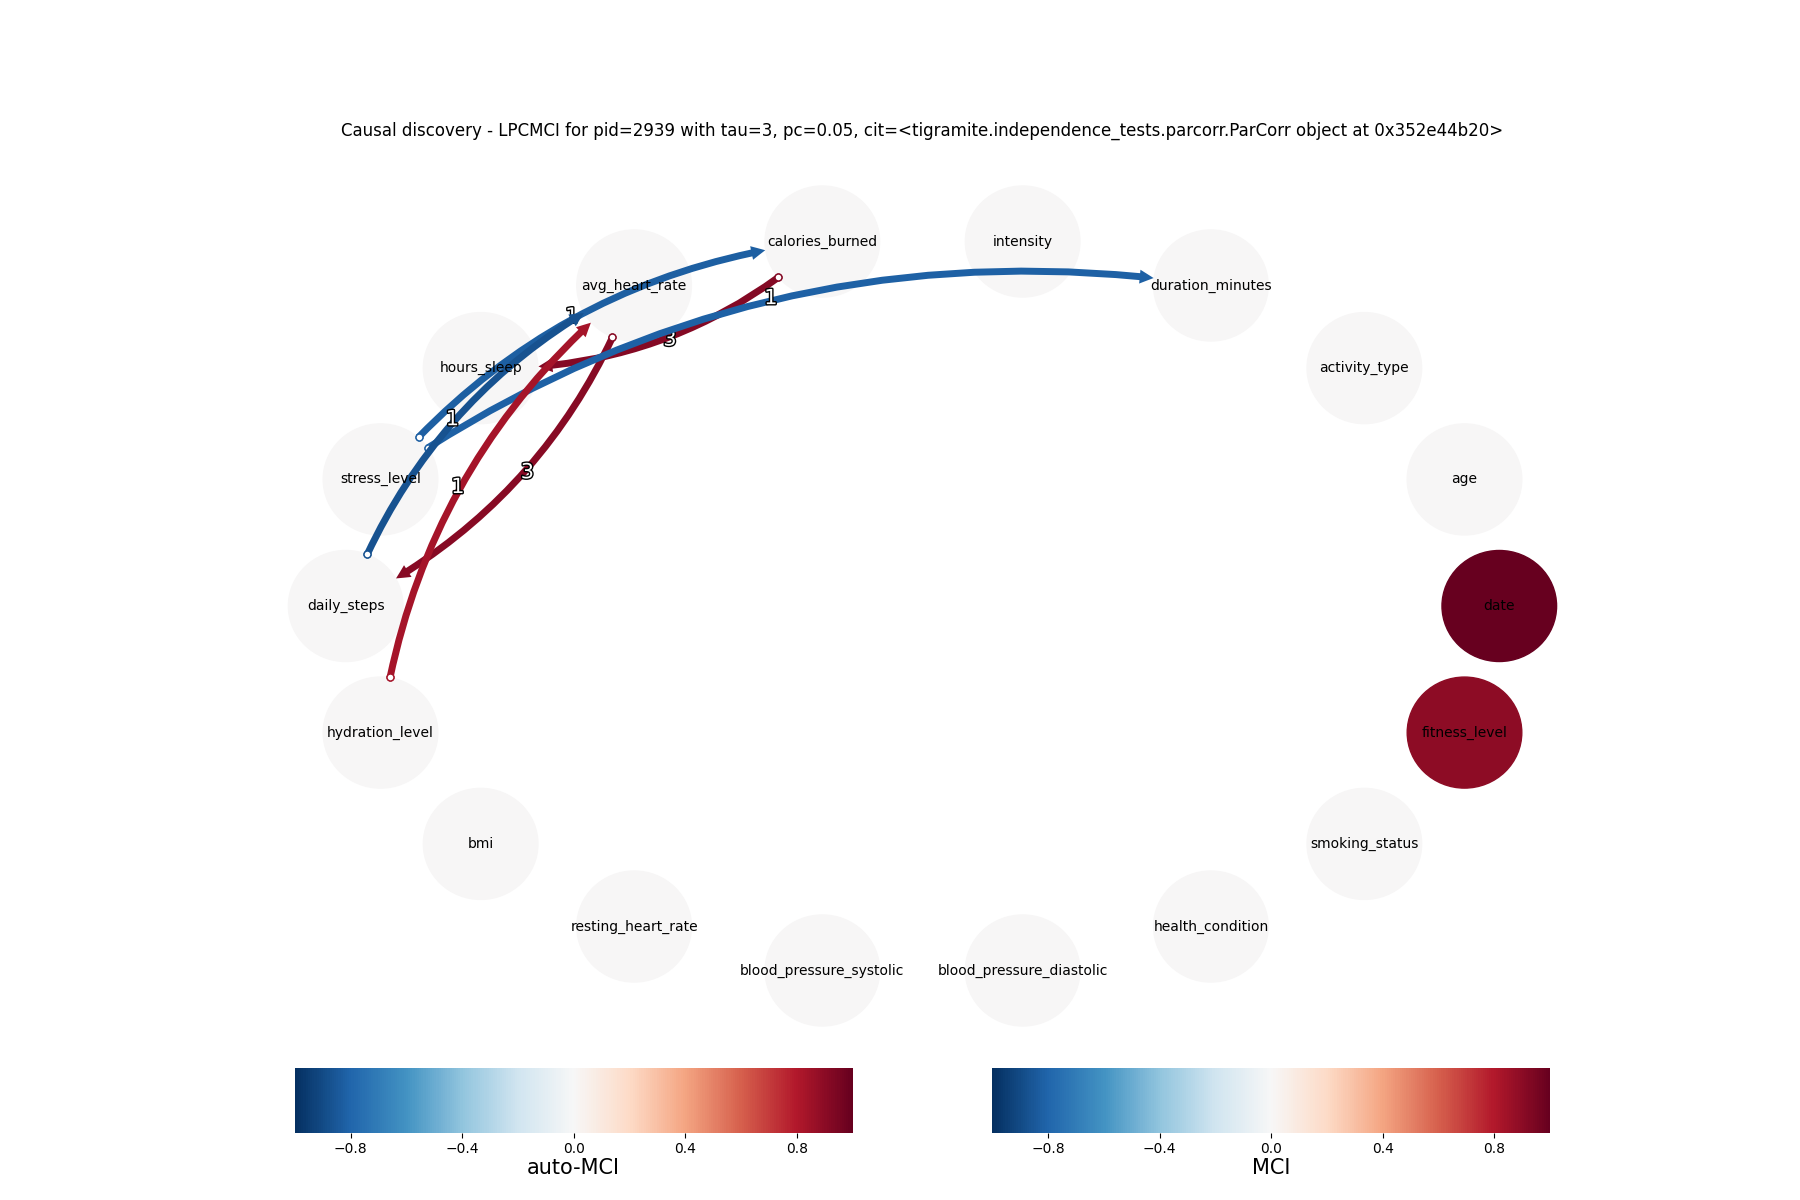 Causal discovery - LPCMCI for pid=2939 with tau=3, pc=0.05, cit=<tigramite.independence_tests.parcorr.ParCorr object at 0x352e44b20>
calories_burned
intensity
avg_heart_rate
duration_minutes
1
1
3
hours_sleep
activity_type
1
3
stress_level
1
age
daily_steps
date
hydration_level
fitness_level
bmi
smoking_status
resting_heart_rate
health_condition
blood_pressure_systolic
blood_pressure_diastolic
−0.8 −0.4 0.0 0.4 0.8
auto-MCI
−0.8 −0.4 0.0 0.4 0.8
MCI